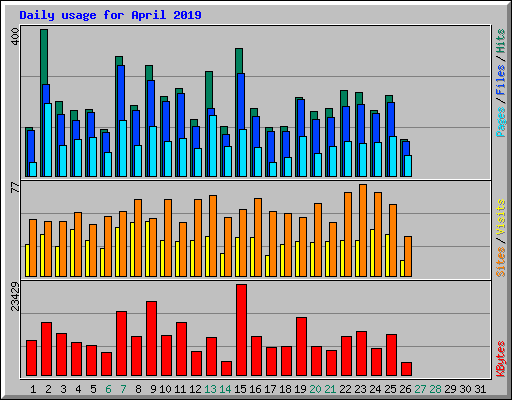 Daily usage for April 2019
400
Pages / Files / Hits
77
Sites / Visits
23429
KBytes
1 2 3 4 5 6 7 8 9 10 11 12 13 14 15 16 17 18 19 20 21 22 23 24 25 26 27 28 29 30 31